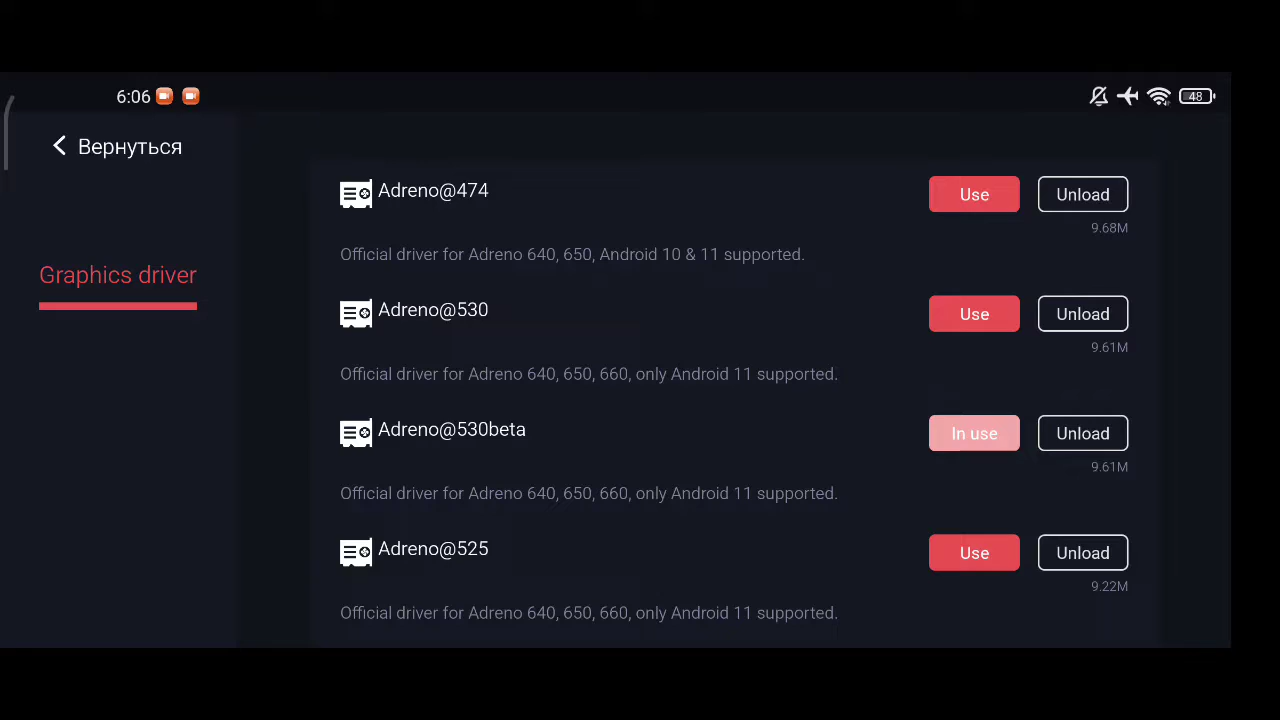 6:06
48
Вернуться
Graphics driver
Adreno@474
Use
Unload
9.68M
Official driver for Adreno 640, 650, Android 10 & 11 supported.
Adreno@530
Use
Unload
9.61M
Official driver for Adreno 640, 650, 660, only Android 11 supported.
Adreno@530beta
In use
Unload
9.61M
Official driver for Adreno 640, 650, 660, only Android 11 supported.
Adreno@525
Use
Unload
9.22M
Official driver for Adreno 640, 650, 660, only Android 11 supported.